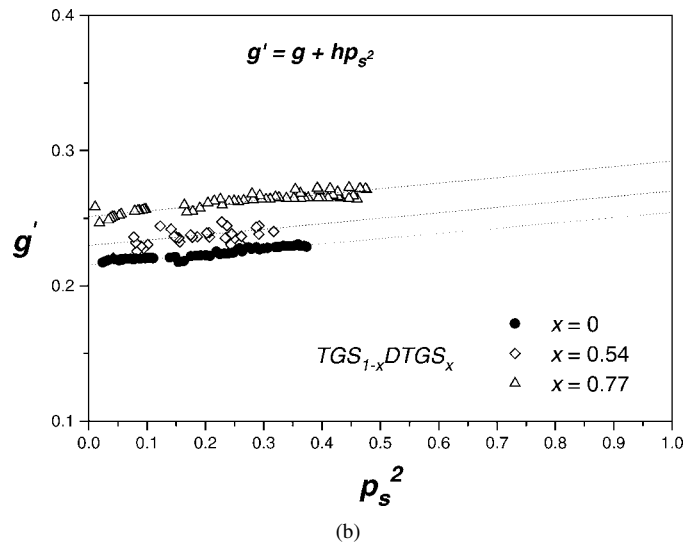 0.4
g' = g + hp_s^2
0.3
g'
0.2
x = 0
x = 0.54
TGS_{1-x}DTGS_x
x = 0.77
0.1
0.0 0.1 0.2 0.3 0.4 0.5 0.6 0.7 0.8 0.9 1.0
p_s^2
(b)